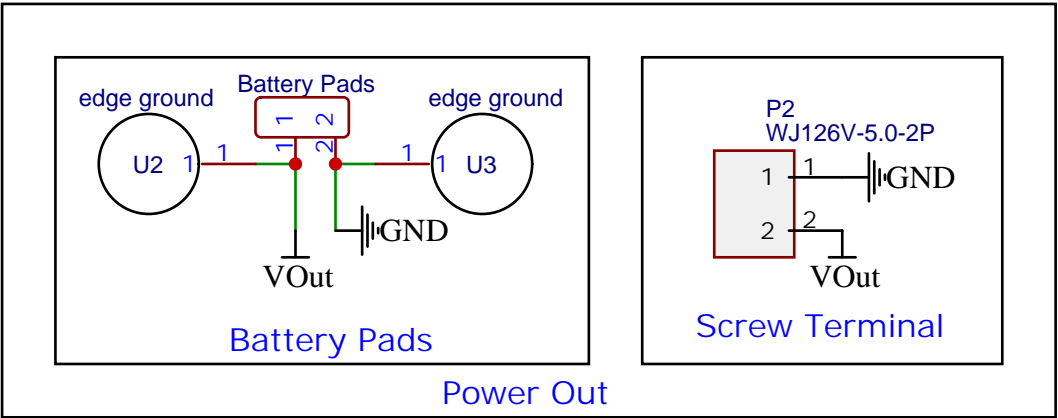 Battery Pads
edge ground
edge ground
1 2
1 2
U2 1 1
1 1 U3
GND
VOut
Battery Pads
P2
WJ126V-5.0-2P
1 1 GND
2 2
VOut
Screw Terminal
Power Out